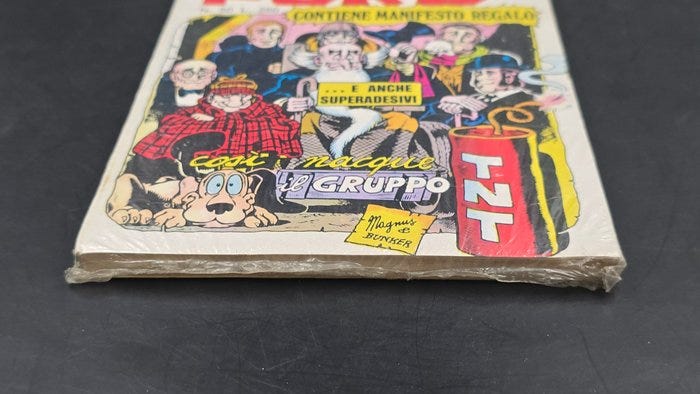 CONTIENE MANIFESTO REGALO
... E ANCHE
SUPERADESIVI
così nacque
il GRUPPO
TNT
Magnus
&
BUNKER